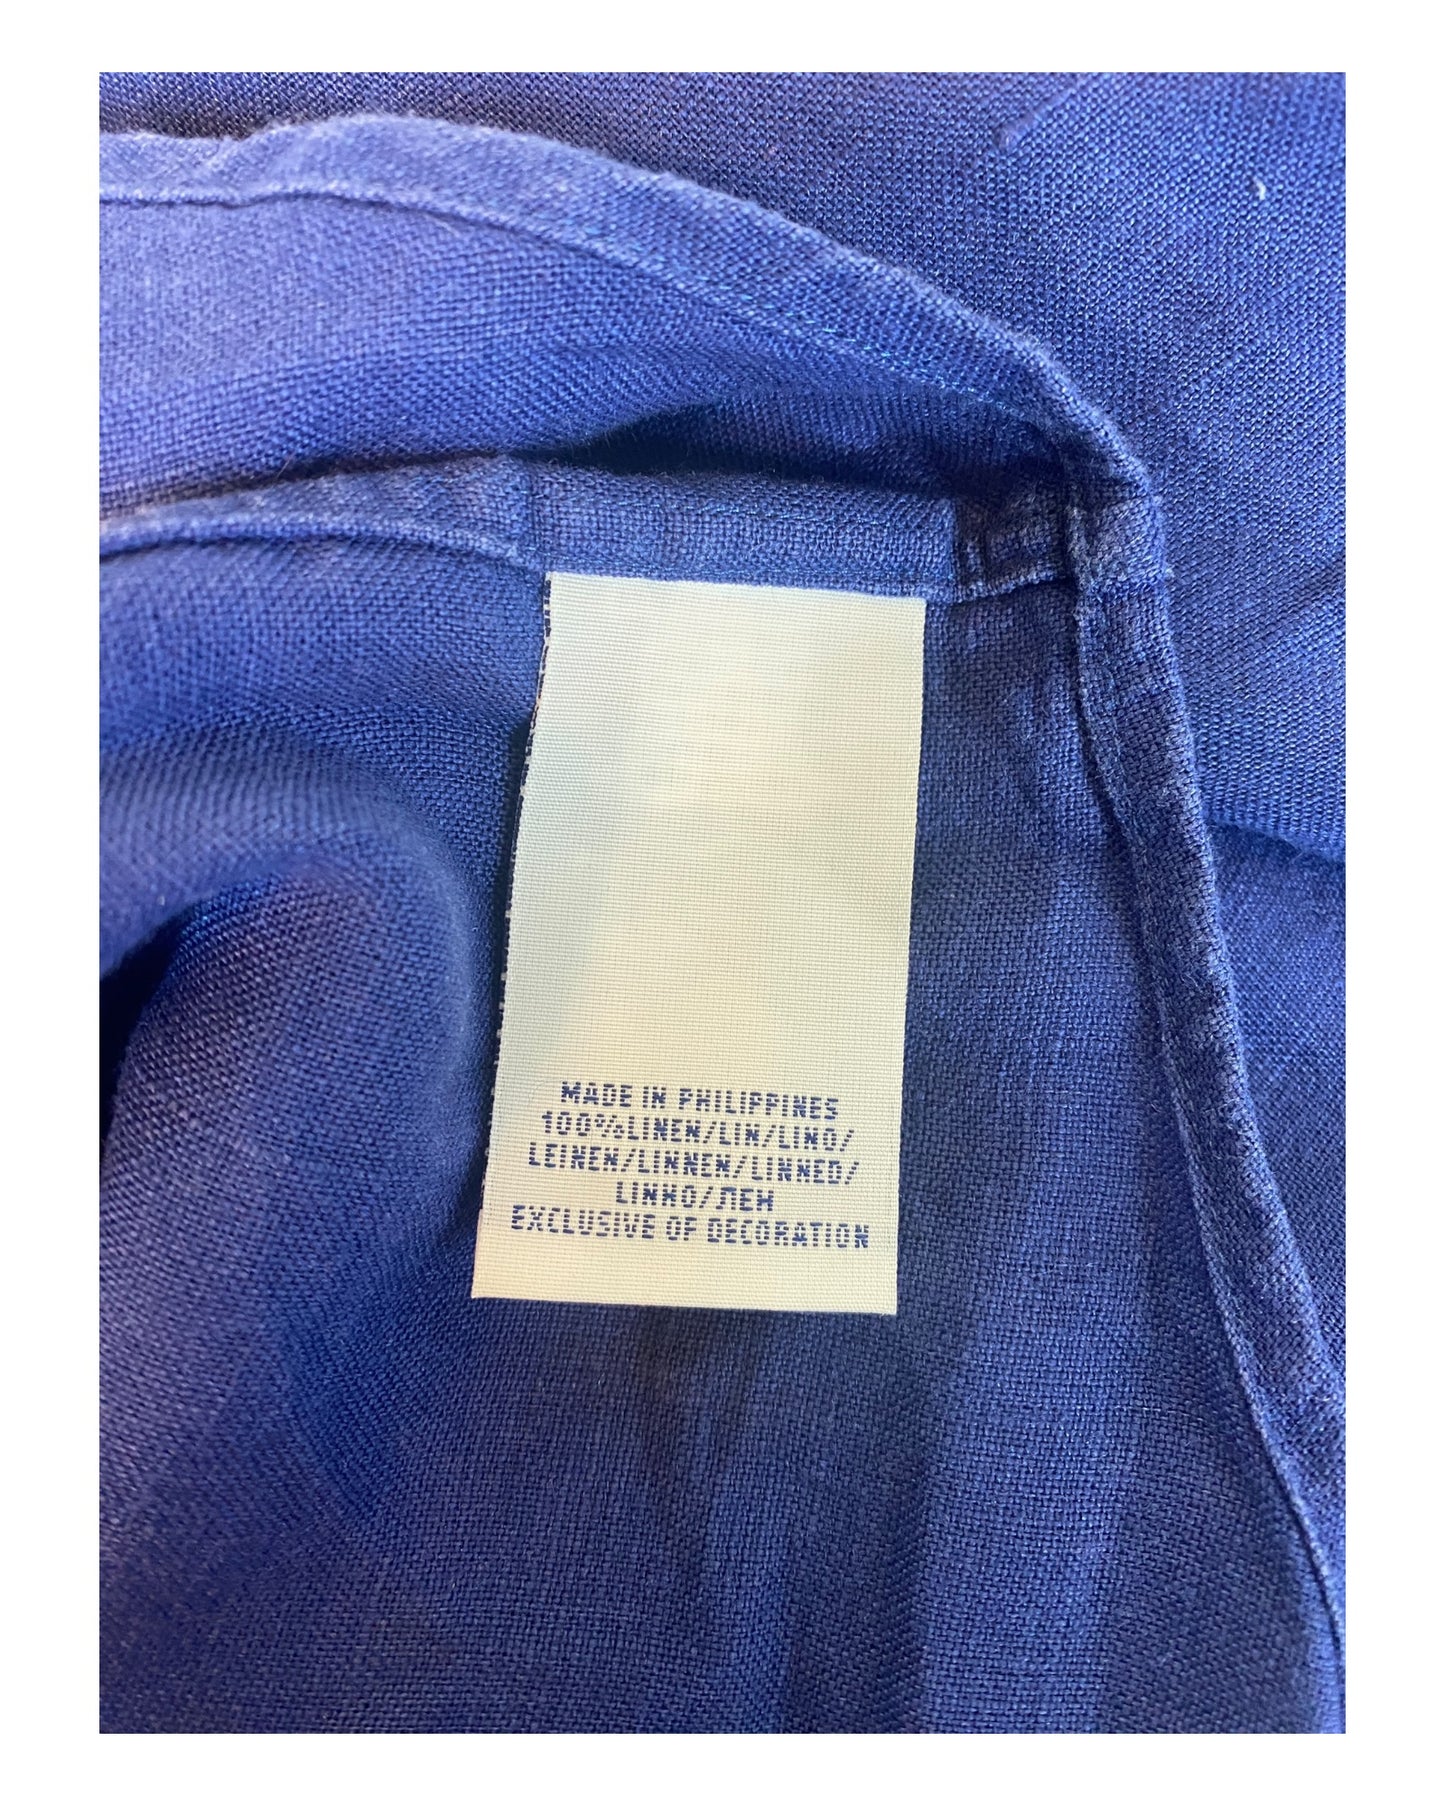 MADE IN PHILIPPINES
100%LINEN/LIN/LINO/
LEINEN/LINNEN/LINNED/
LINHO/ЛЕН
EXCLUSIVE OF DECORATION